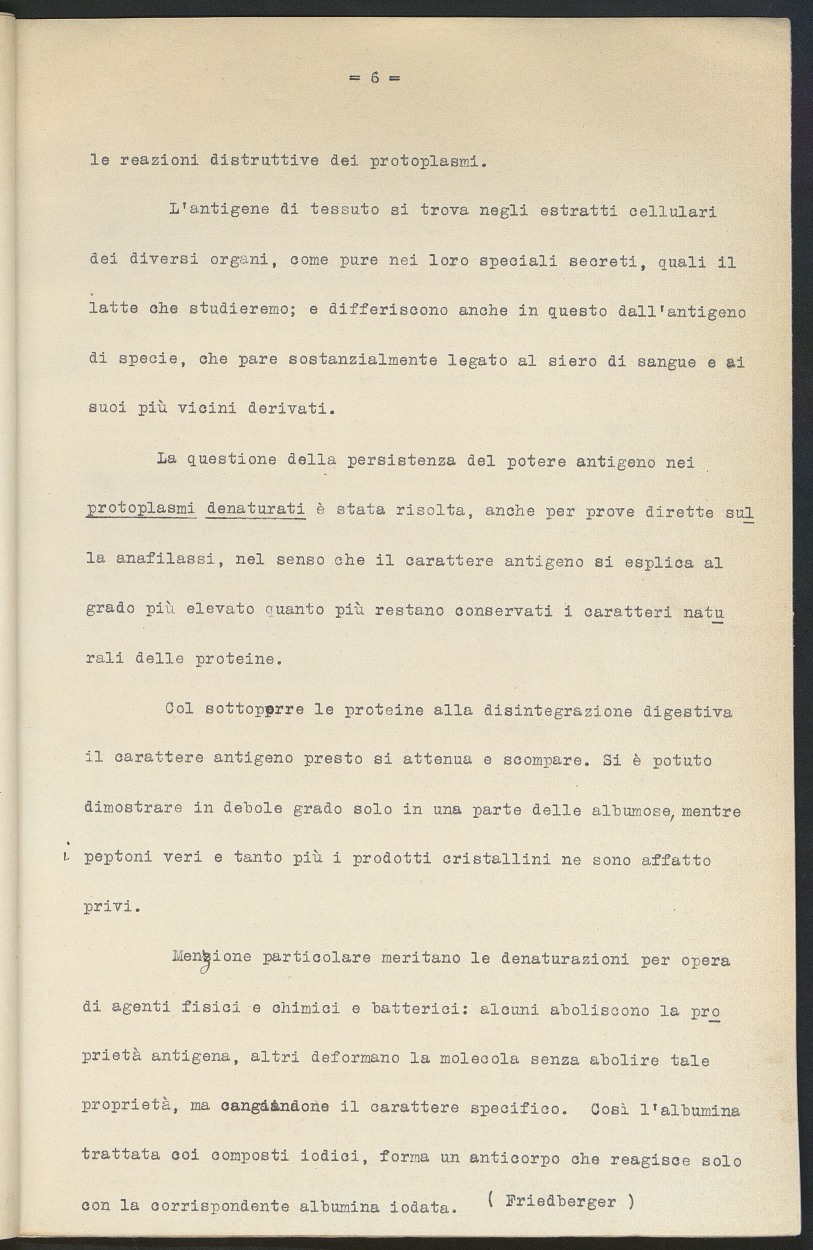 = 6 =
le reazioni distruttive dei protoplasmi.
L'antigene di tessuto si trova negli estratti cellulari
dei diversi organi, come pure nei loro speciali secreti, quali il
latte che studieremo; e differiscono anche in questo dall'antigeno
di specie, che pare sostanzialmente legato al siero di sangue e ai
suoi più vicini derivati.
La questione della persistenza del potere antigeno nei
protoplasmi denaturati è stata risolta, anche per prove dirette sul
la anafilassi, nel senso che il carattere antigeno si esplica al
grado più elevato quanto più restano conservati i caratteri natu
rali delle proteine.
Col sottoporre le proteine alla disintegrazione digestiva
il carattere antigeno presto si attenua e scompare. Si è potuto
dimostrare in debole grado solo in una parte delle albumose, mentre
i peptoni veri e tanto più i prodotti cristallini ne sono affatto
privi.
Menzione particolare meritano le denaturazioni per opera
di agenti fisici e chimici e batterici: alcuni aboliscono la pro
prietà antigena, altri deformano la molecola senza abolire tale
proprietà, ma cangiandone il carattere specifico. Così l'albumina
trattata coi composti iodici, forma un anticorpo che reagisce solo
con la corrispondente albumina iodata. ( Friedberger )